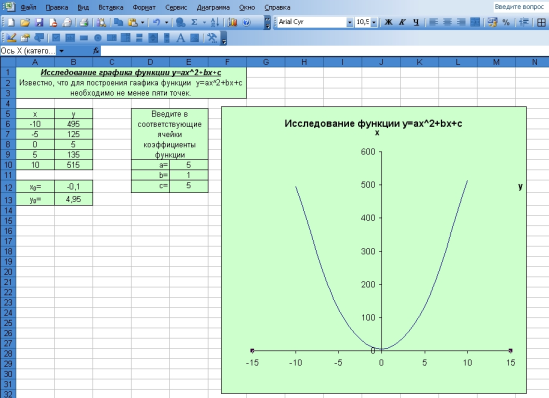 Файл Правка Вид Вставка Формат Сервис Диаграмма Окно Справка Введите вопрос
Arial Cyr 10,5 Ж К Ч
Ось X (катего... fx
A B C D E F G H I J K L M N
1 Исследование графика функции y=ax^2+bx+c
2 Известно, что для построения гаафика функции y=ax^2+bx+c
3 необходимо не менее пяти точек.
4
5 x y Введите в
6 -10 495 соответствующие
7 -5 125 ячейки
8 0 5 коэффициенты
9 5 135 функции
10 10 515 a= 5
11 b= 1
12 x₀= -0,1 c= 5
13 y₀= 4,95
14
15
16
17
18
19
20
21
22
23
24
25
26
27
28
29
30
31
32
Исследование функции y=ax^2+bx+c
x
600
500
y
400
300
200
100
0
-15 -10 -5 0 5 10 15